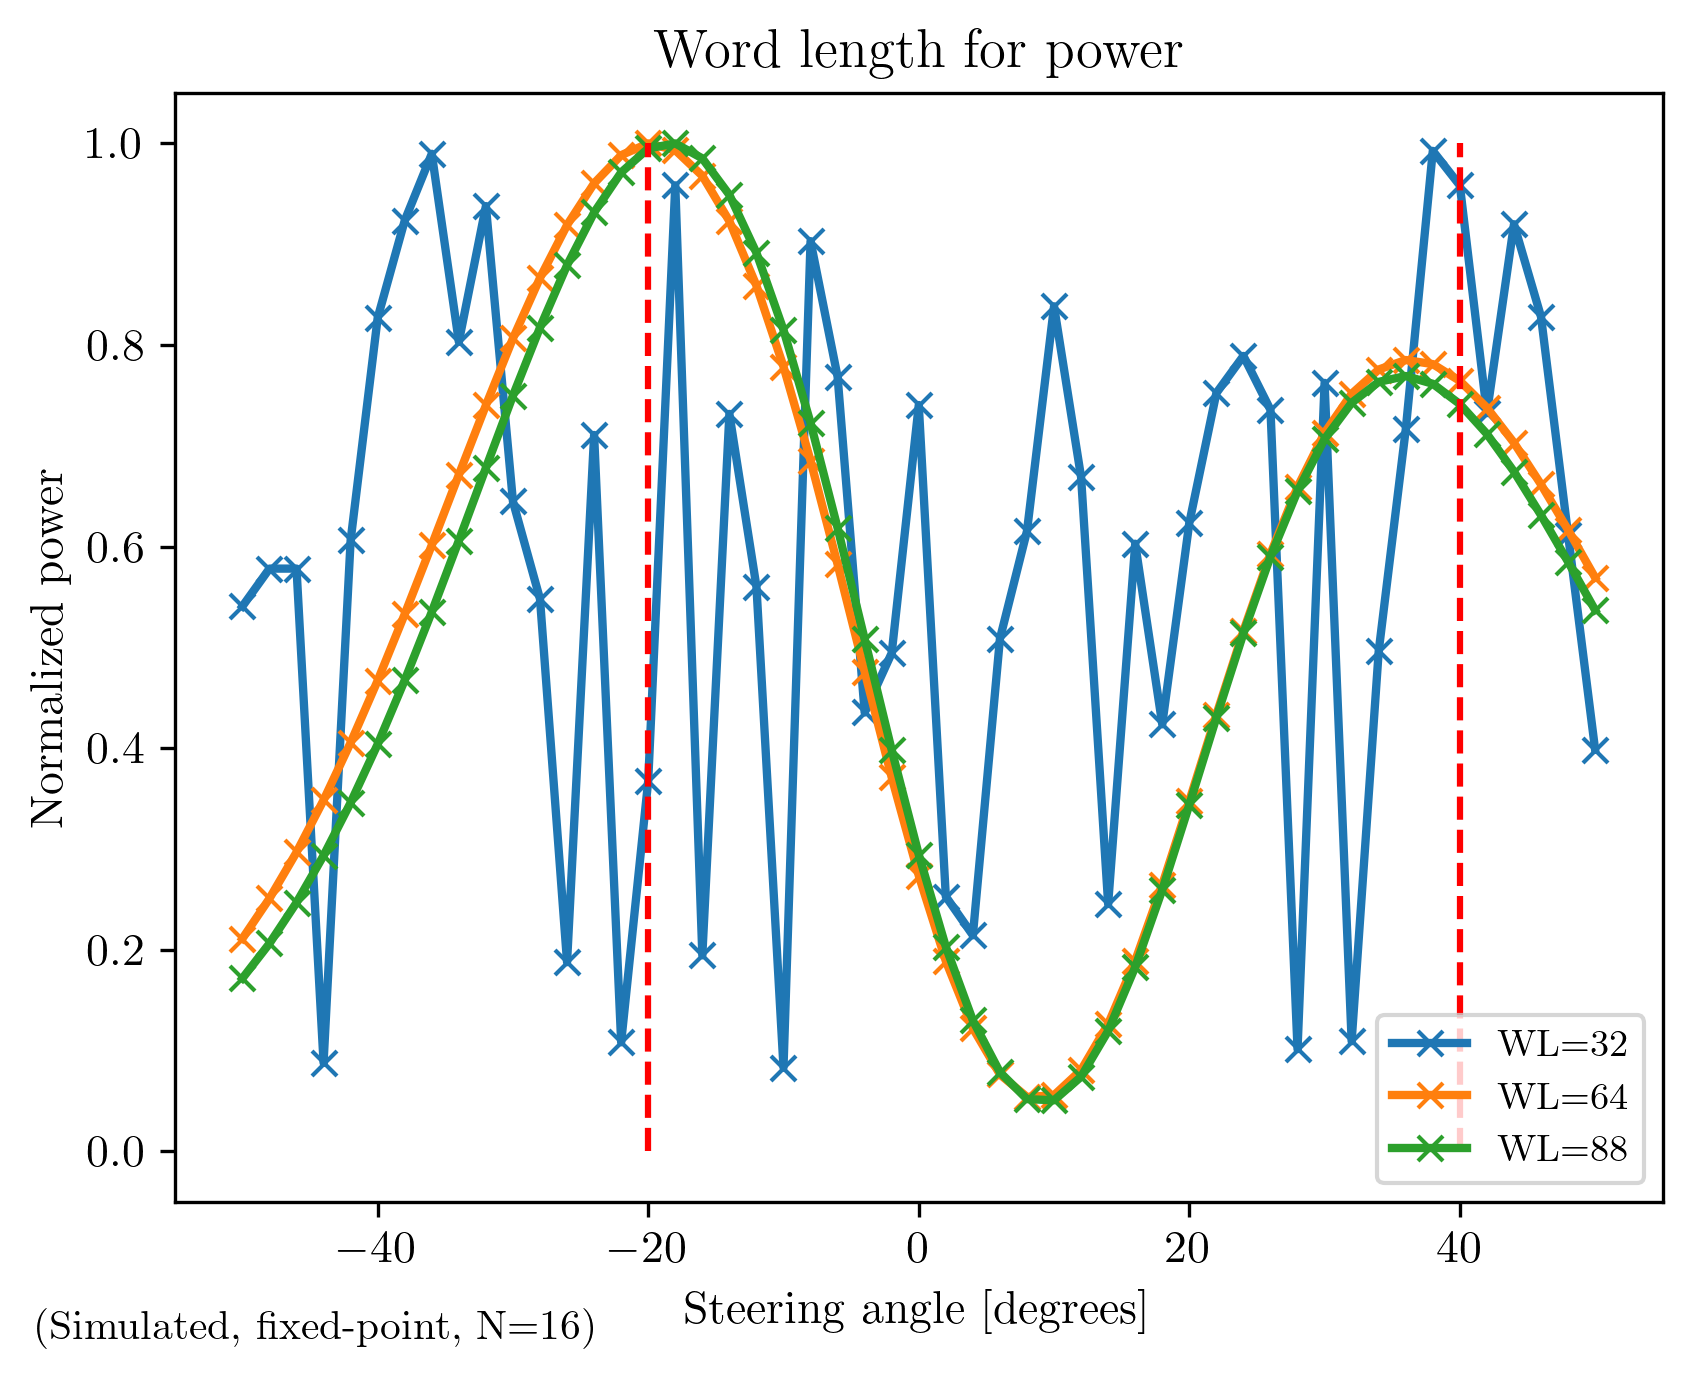 Word length for power
Normalized power
1.0
0.8
0.6
0.4
0.2
0.0
WL=32
WL=64
WL=88
−40
−20
0
20
40
Steering angle [degrees]
(Simulated, fixed-point, N=16)